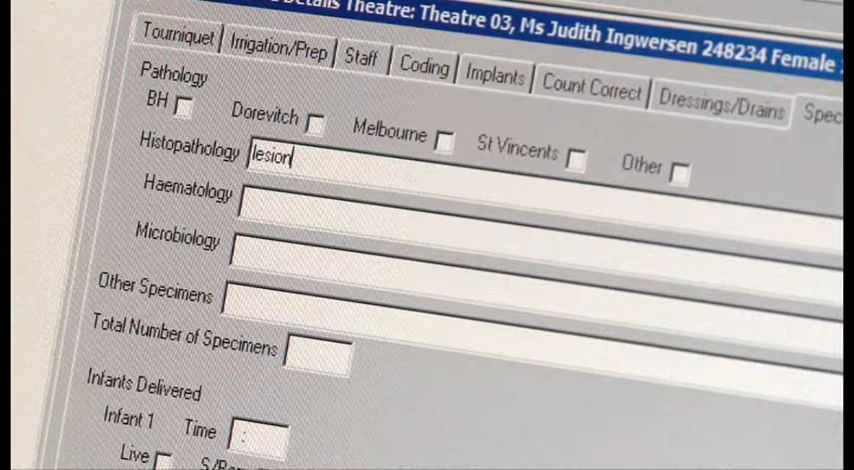 Details Theatre: Theatre 03, Ms Judith Ingwersen 248234 Female
Tourniquet Irrigation/Prep Staff Coding Implants Count Correct Dressings/Drains Spec
Pathology
BH Dorevitch Melbourne St Vincents Other
Histopathology lesion
Haematology
Microbiology
Other Specimens
Total Number of Specimens
Infants Delivered
Infant 1 Time :
Live